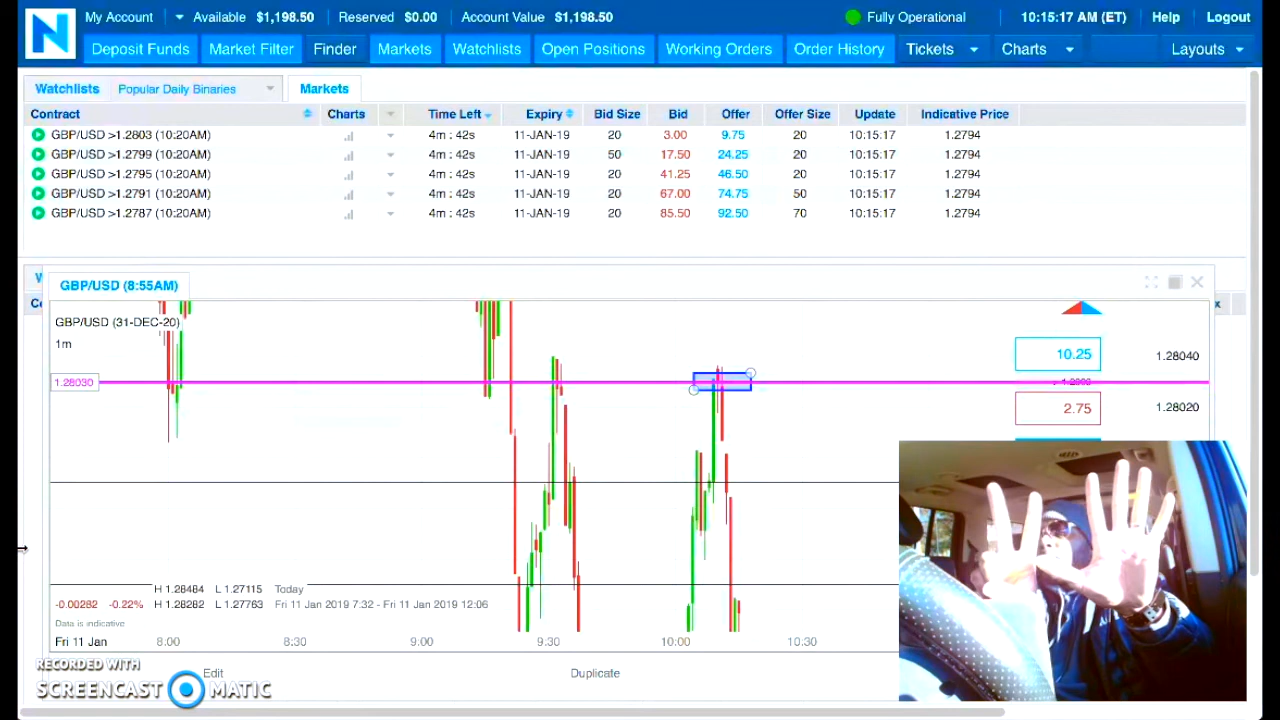 N My Account Available $1,198.50 Reserved $0.00 Account Value $1,198.50 Fully Operational 10:15:17 AM (ET) Help Logout
Deposit Funds Market Filter Finder Markets Watchlists Open Positions Working Orders Order History Tickets Charts Layouts
Watchlists Popular Daily Binaries Markets
Contract Charts Time Left Expiry Bid Size Bid Offer Offer Size Update Indicative Price
GBP/USD >1.2803 (10:20AM) 4m : 42s 11-JAN-19 20 3.00 9.75 20 10:15:17 1.2794
GBP/USD >1.2799 (10:20AM) 4m : 42s 11-JAN-19 50 17.50 24.25 20 10:15:17 1.2794
GBP/USD >1.2795 (10:20AM) 4m : 42s 11-JAN-19 20 41.25 46.50 20 10:15:17 1.2794
GBP/USD >1.2791 (10:20AM) 4m : 42s 11-JAN-19 20 67.00 74.75 50 10:15:17 1.2794
GBP/USD >1.2787 (10:20AM) 4m : 42s 11-JAN-19 20 85.50 92.50 70 10:15:17 1.2794
GBP/USD (8:55AM)
GBP/USD (31-DEC-20)
1m
10.25 1.28040
1.28030
2.75 1.28020
H 1.28484 L 1.27115 Today
-0.00282 -0.22% H 1.28282 L 1.27763 Fri 11 Jan 2019 7:32 - Fri 11 Jan 2019 12:06
Data is indicative
Fri 11 Jan 8:00 8:30 9:00 9:30 10:00 10:30
RECORDED WITH
Edit Duplicate
SCREENCAST MATIC